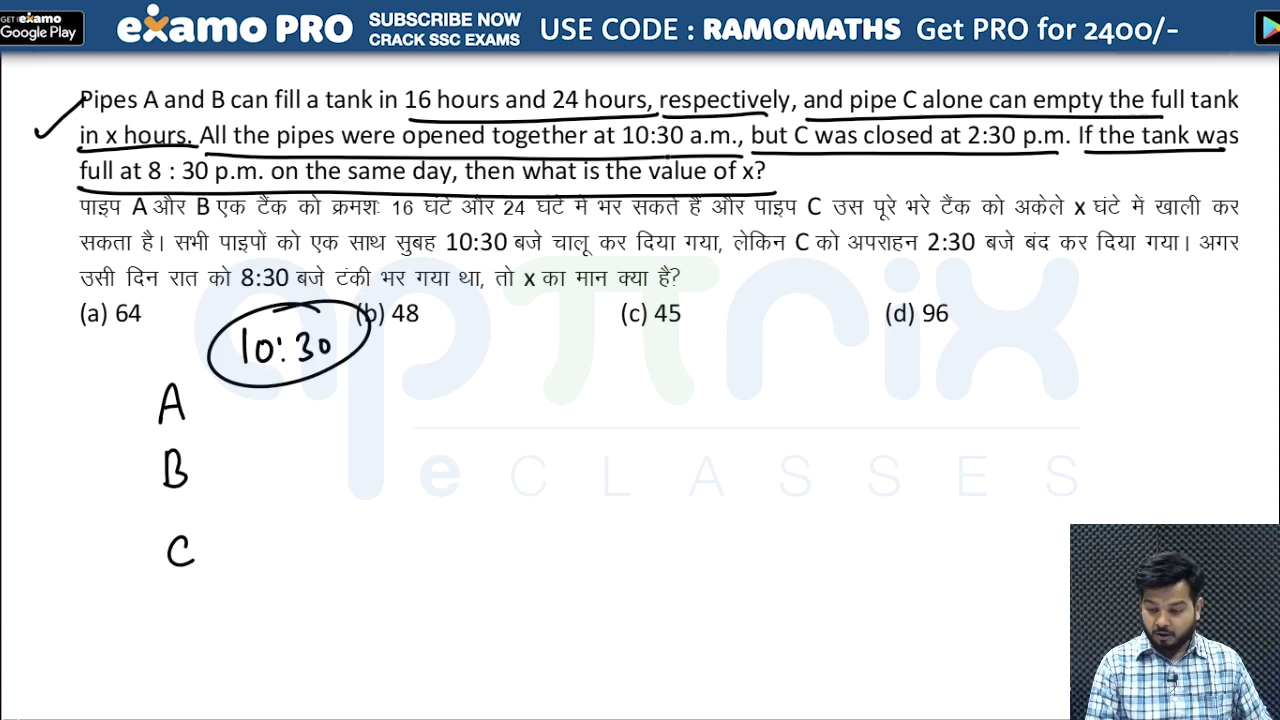 GET IT examo
Google Play
examo PRO SUBSCRIBE NOW
CRACK SSC EXAMS
USE CODE : RAMOMATHS Get PRO for 2400/-
Pipes A and B can fill a tank in 16 hours and 24 hours, respectively, and pipe C alone can empty the full tank
in x hours. All the pipes were opened together at 10:30 a.m., but C was closed at 2:30 p.m. If the tank was
full at 8 : 30 p.m. on the same day, then what is the value of x?
पाइप A और B एक टैंक को क्रमशः 16 घंटे और 24 घंटे में भर सकते हैं और पाइप C उस पूरे भरे टैंक को अकेले x घंटे में खाली कर
सकता है। सभी पाइपों को एक साथ सुबह 10:30 बजे चालू कर दिया गया, लेकिन C को अपराहन 2:30 बजे बंद कर दिया गया। अगर
उसी दिन रात को 8:30 बजे टंकी भर गया था, तो x का मान क्या है?
(a) 64 (b) 48 (c) 45 (d) 96
10:30
A
B
C
apπrix
e CLASSES